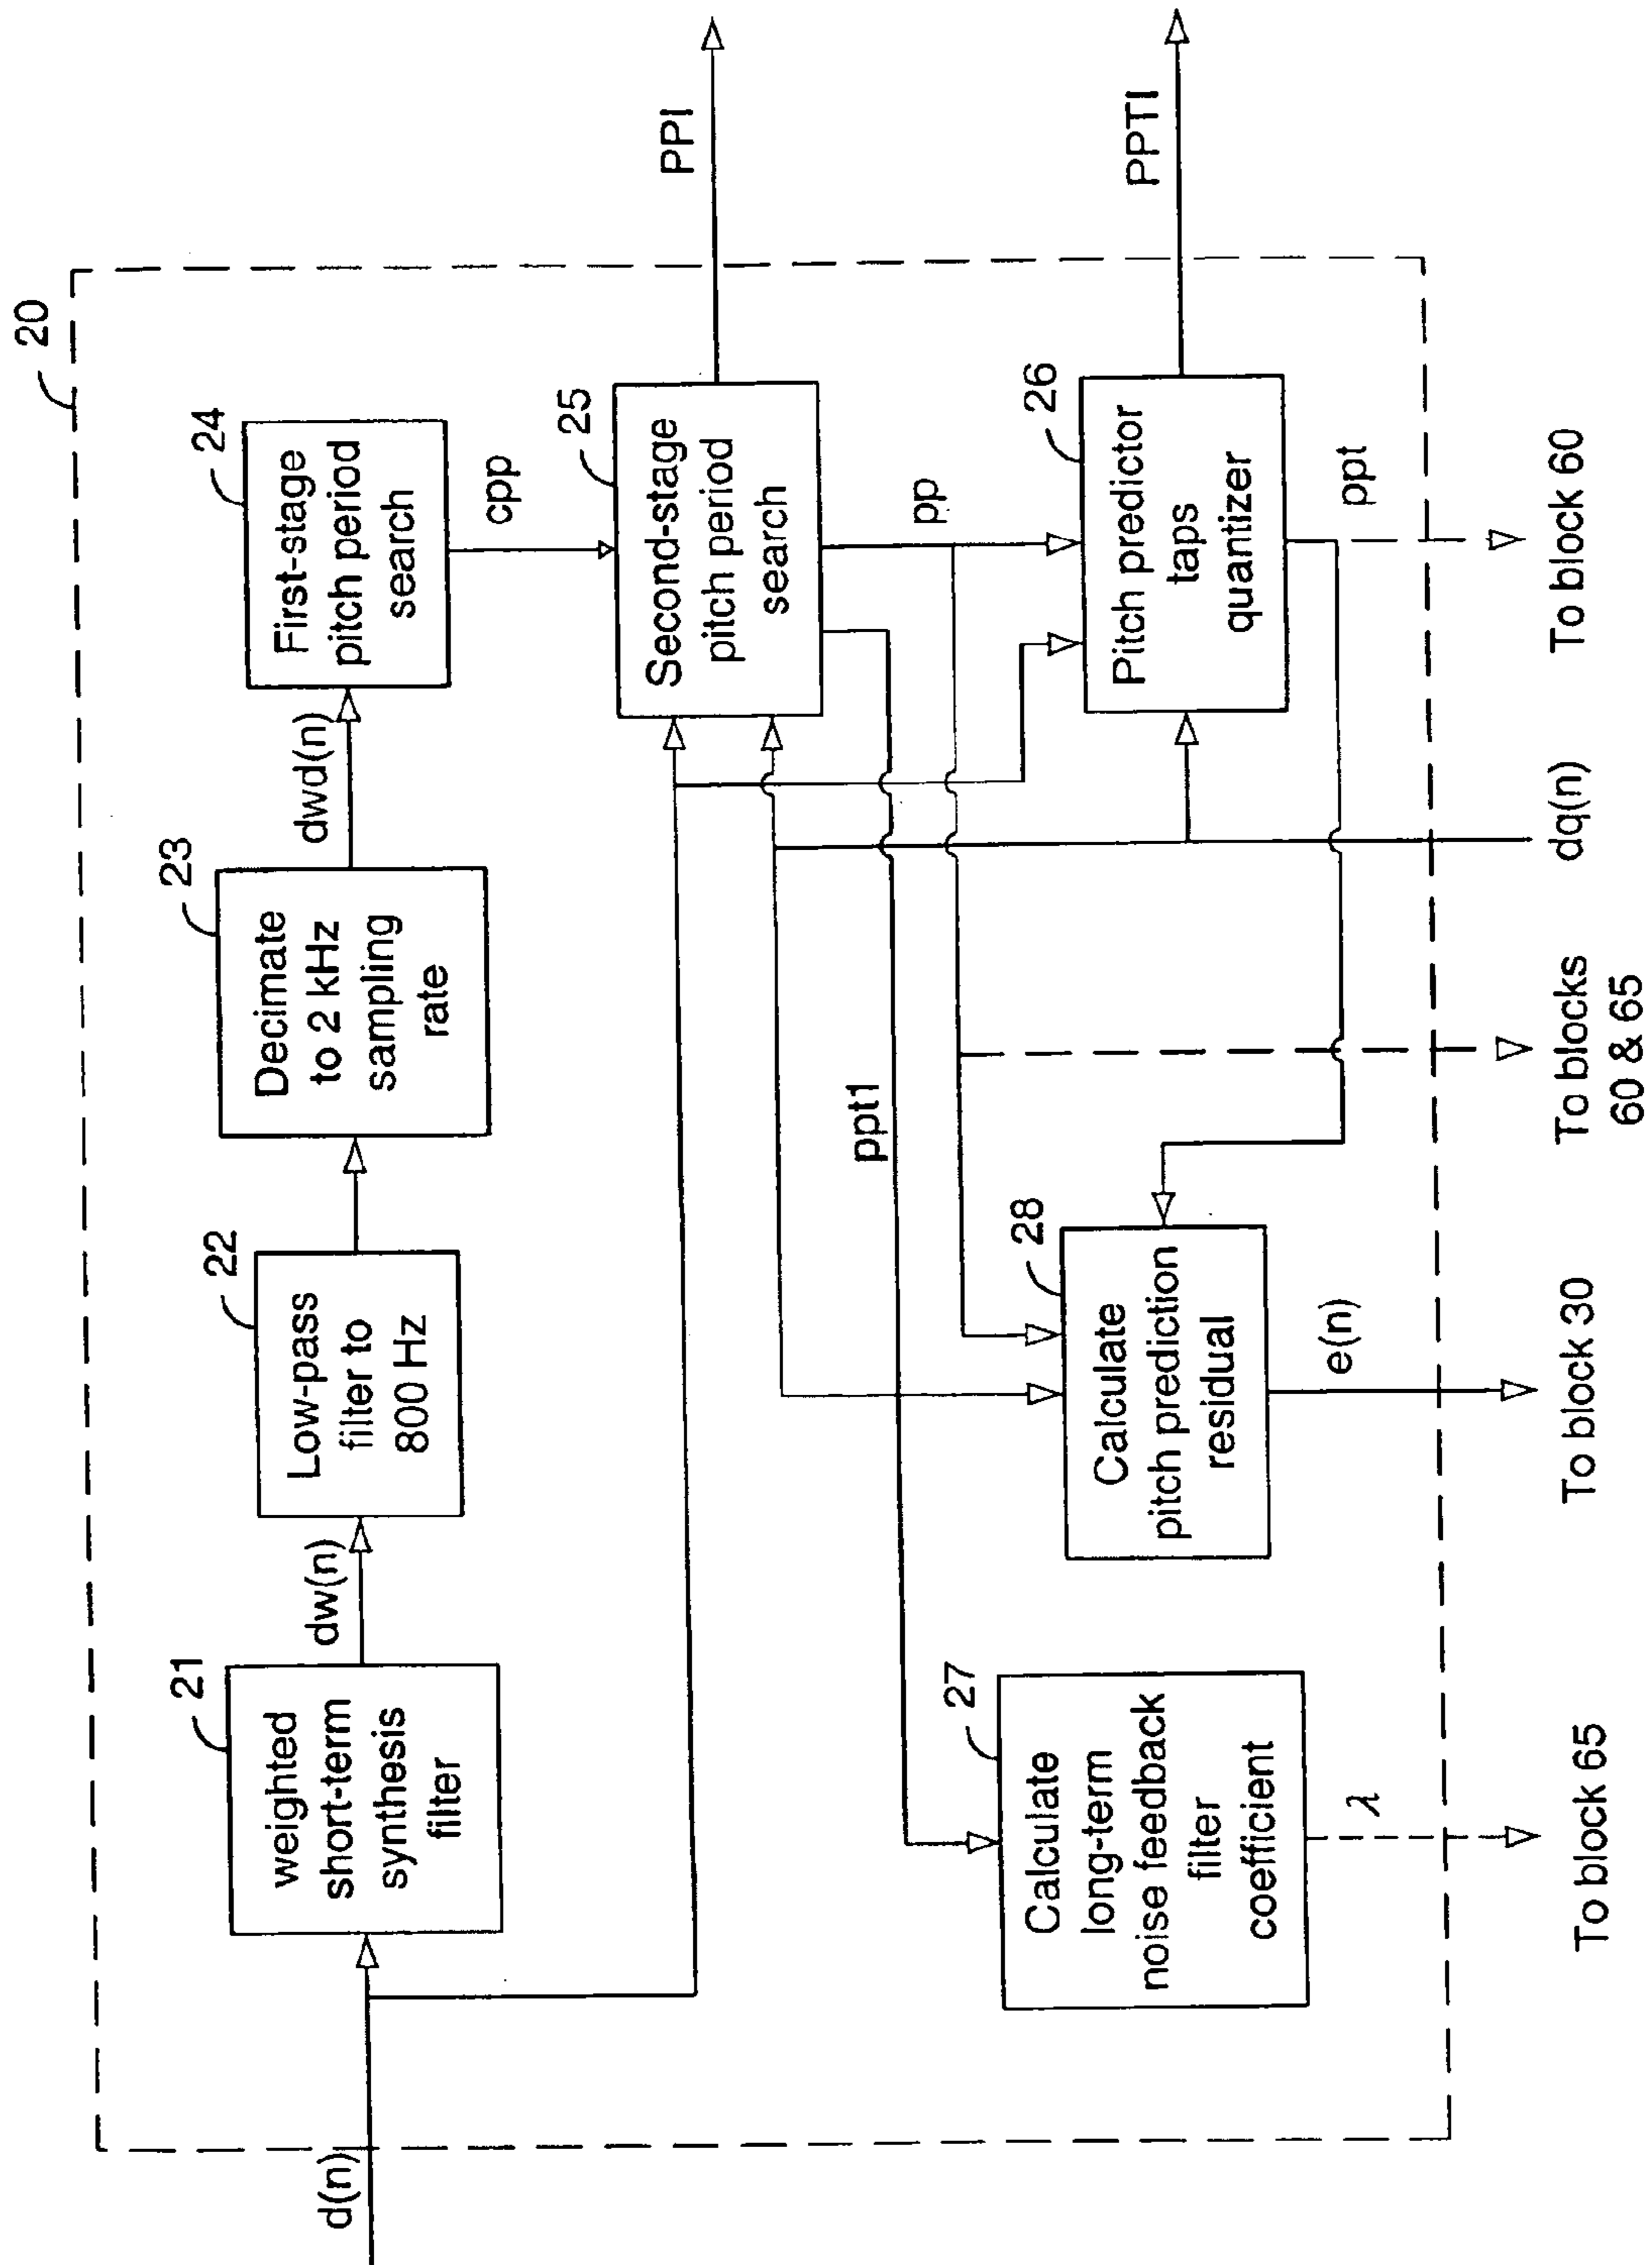 20
d(n)
21
weighted
short-term
synthesis
filter
dw(n)
22
Low-pass
filter to
800 Hz
23
Decimate
to 2 kHz
sampling
rate
dwd(n)
24
First-stage
pitch period
search
cpp
25
Second-stage
pitch period
search
PPI
ppt1
pp
27
Calculate
long-term
noise feedback
filter
coefficient
λ
28
Calculate
pitch prediction
residual
e(n)
26
Pitch predictor
taps
quantizer
PPTI
ppt
To block 65
To block 30
To blocks
60 & 65
dq(n)
To block 60